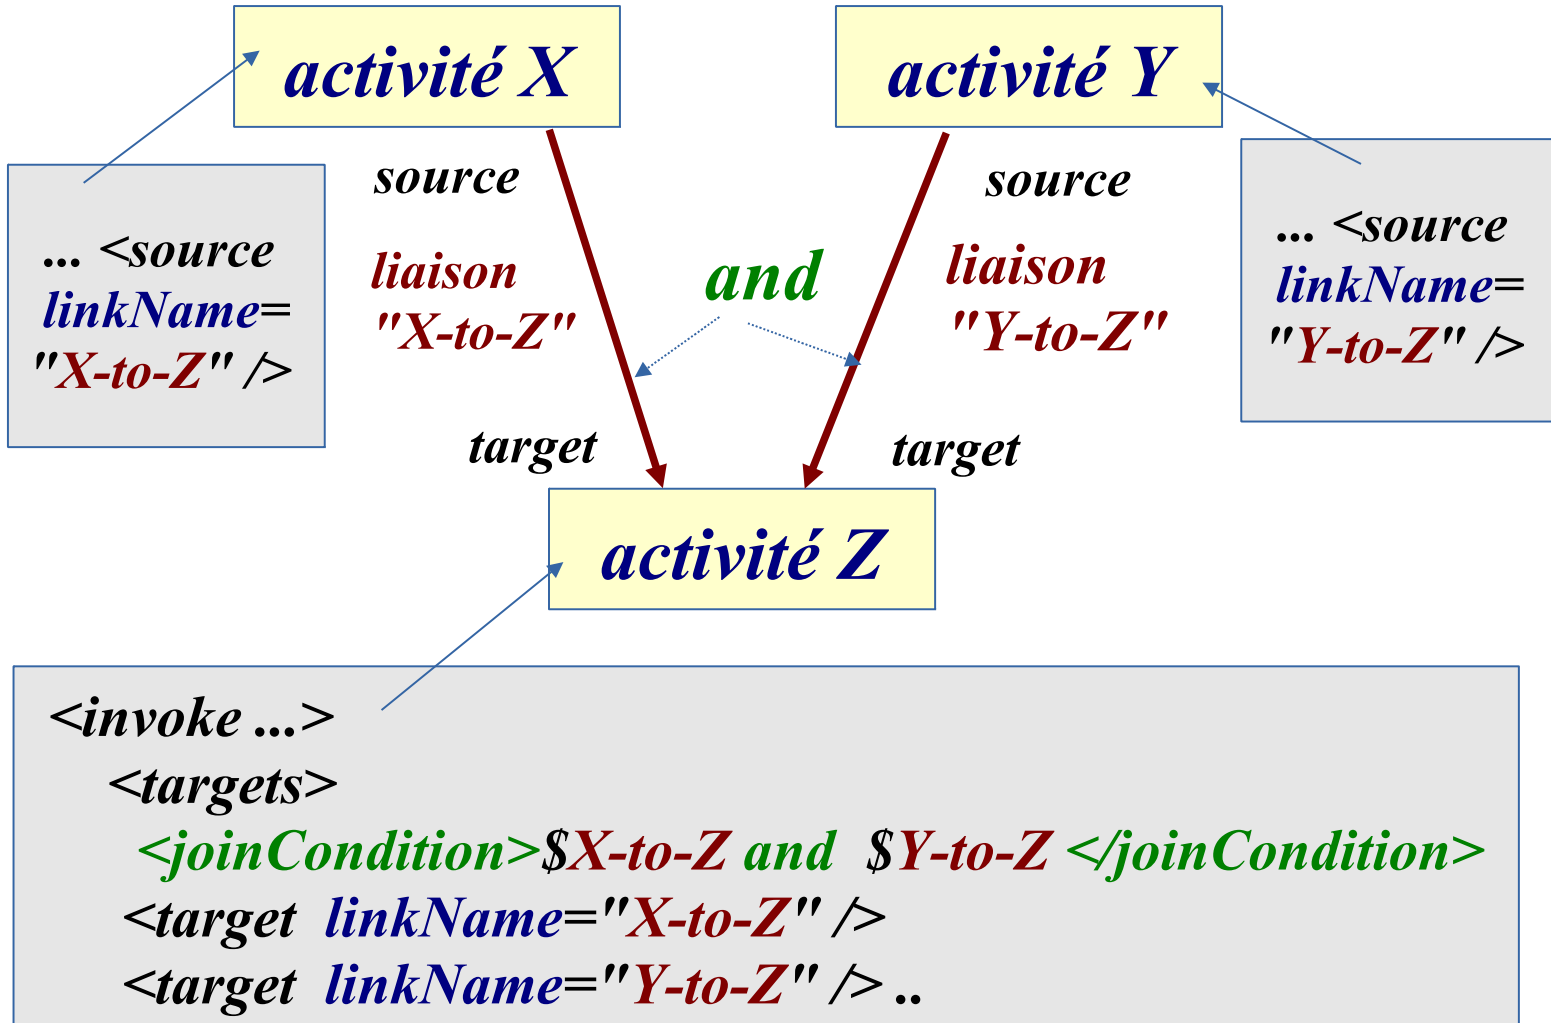 activité X
activité Y
source
source
... <source
linkName=
"X-to-Z" />
liaison
"X-to-Z"
and
liaison
"Y-to-Z"
... <source
linkName=
"Y-to-Z" />
target
target
activité Z
<invoke ...>
<targets>
<joinCondition>$X-to-Z and $Y-to-Z </joinCondition>
<target linkName="X-to-Z" />
<target linkName="Y-to-Z" /> ..